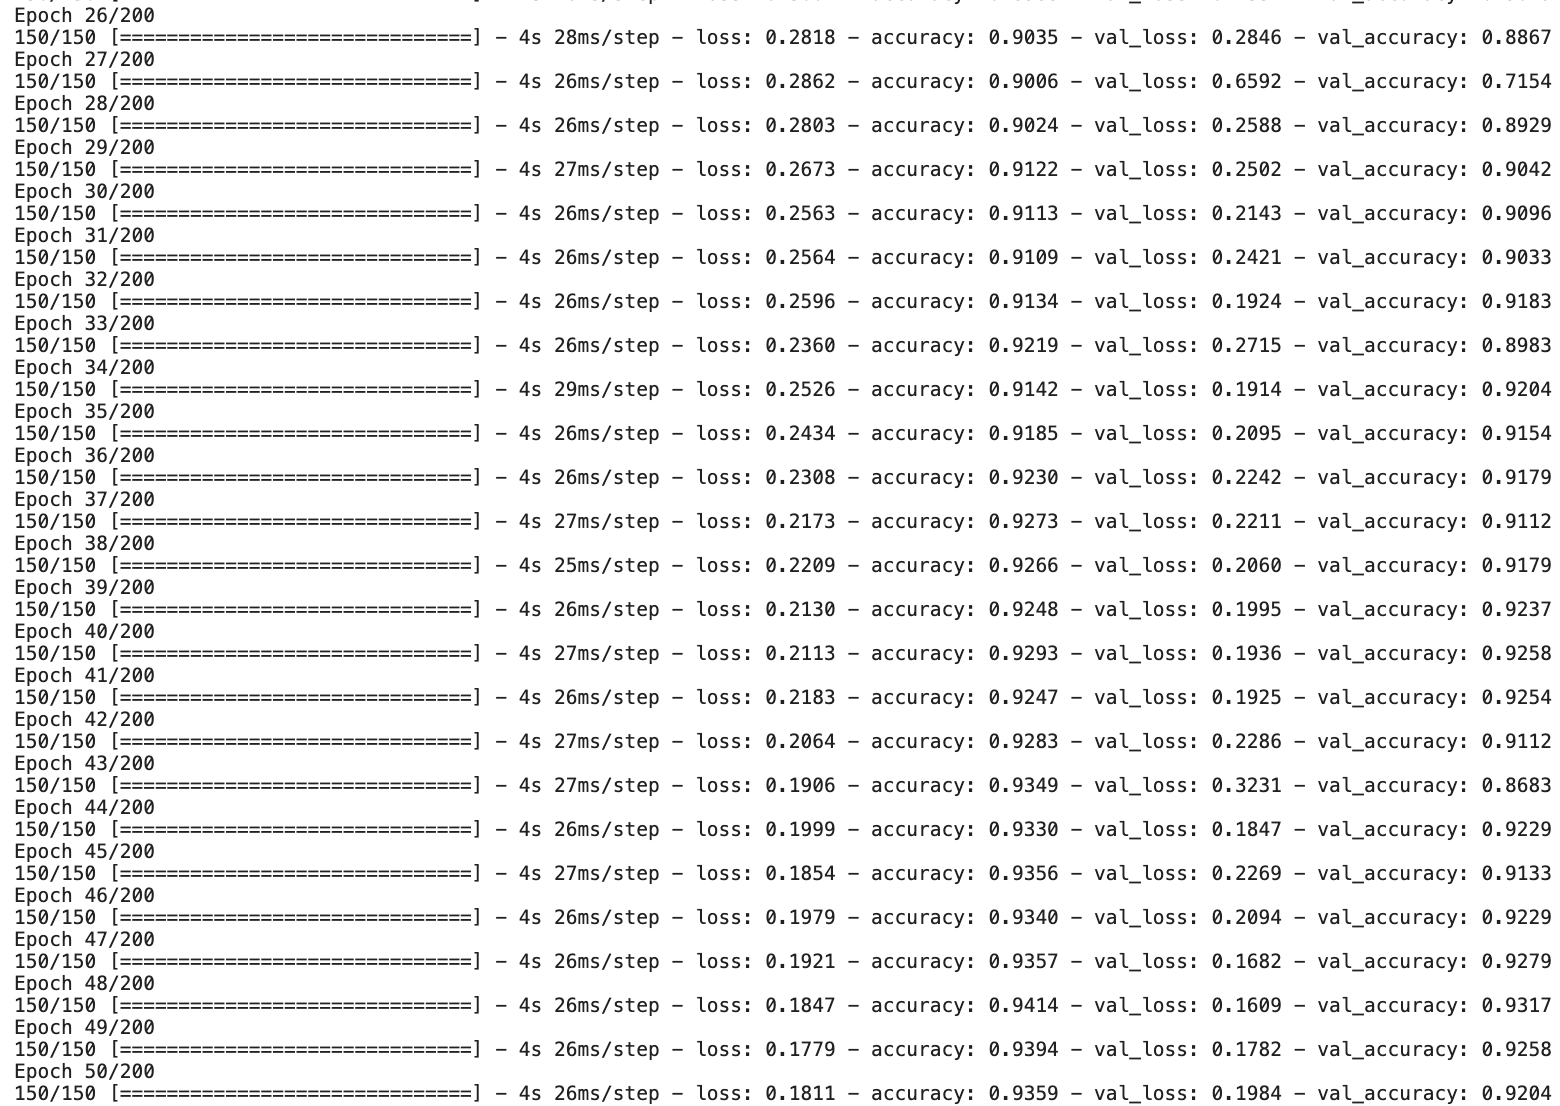 Epoch 26/200
150/150 [==============================] - 4s 28ms/step - loss: 0.2818 - accuracy: 0.9035 - val_loss: 0.2846 - val_accuracy: 0.8867
Epoch 27/200
150/150 [==============================] - 4s 26ms/step - loss: 0.2862 - accuracy: 0.9006 - val_loss: 0.6592 - val_accuracy: 0.7154
Epoch 28/200
150/150 [==============================] - 4s 26ms/step - loss: 0.2803 - accuracy: 0.9024 - val_loss: 0.2588 - val_accuracy: 0.8929
Epoch 29/200
150/150 [==============================] - 4s 27ms/step - loss: 0.2673 - accuracy: 0.9122 - val_loss: 0.2502 - val_accuracy: 0.9042
Epoch 30/200
150/150 [==============================] - 4s 26ms/step - loss: 0.2563 - accuracy: 0.9113 - val_loss: 0.2143 - val_accuracy: 0.9096
Epoch 31/200
150/150 [==============================] - 4s 26ms/step - loss: 0.2564 - accuracy: 0.9109 - val_loss: 0.2421 - val_accuracy: 0.9033
Epoch 32/200
150/150 [==============================] - 4s 26ms/step - loss: 0.2596 - accuracy: 0.9134 - val_loss: 0.1924 - val_accuracy: 0.9183
Epoch 33/200
150/150 [==============================] - 4s 26ms/step - loss: 0.2360 - accuracy: 0.9219 - val_loss: 0.2715 - val_accuracy: 0.8983
Epoch 34/200
150/150 [==============================] - 4s 29ms/step - loss: 0.2526 - accuracy: 0.9142 - val_loss: 0.1914 - val_accuracy: 0.9204
Epoch 35/200
150/150 [==============================] - 4s 26ms/step - loss: 0.2434 - accuracy: 0.9185 - val_loss: 0.2095 - val_accuracy: 0.9154
Epoch 36/200
150/150 [==============================] - 4s 26ms/step - loss: 0.2308 - accuracy: 0.9230 - val_loss: 0.2242 - val_accuracy: 0.9179
Epoch 37/200
150/150 [==============================] - 4s 27ms/step - loss: 0.2173 - accuracy: 0.9273 - val_loss: 0.2211 - val_accuracy: 0.9112
Epoch 38/200
150/150 [==============================] - 4s 25ms/step - loss: 0.2209 - accuracy: 0.9266 - val_loss: 0.2060 - val_accuracy: 0.9179
Epoch 39/200
150/150 [==============================] - 4s 26ms/step - loss: 0.2130 - accuracy: 0.9248 - val_loss: 0.1995 - val_accuracy: 0.9237
Epoch 40/200
150/150 [==============================] - 4s 27ms/step - loss: 0.2113 - accuracy: 0.9293 - val_loss: 0.1936 - val_accuracy: 0.9258
Epoch 41/200
150/150 [==============================] - 4s 26ms/step - loss: 0.2183 - accuracy: 0.9247 - val_loss: 0.1925 - val_accuracy: 0.9254
Epoch 42/200
150/150 [==============================] - 4s 27ms/step - loss: 0.2064 - accuracy: 0.9283 - val_loss: 0.2286 - val_accuracy: 0.9112
Epoch 43/200
150/150 [==============================] - 4s 27ms/step - loss: 0.1906 - accuracy: 0.9349 - val_loss: 0.3231 - val_accuracy: 0.8683
Epoch 44/200
150/150 [==============================] - 4s 26ms/step - loss: 0.1999 - accuracy: 0.9330 - val_loss: 0.1847 - val_accuracy: 0.9229
Epoch 45/200
150/150 [==============================] - 4s 27ms/step - loss: 0.1854 - accuracy: 0.9356 - val_loss: 0.2269 - val_accuracy: 0.9133
Epoch 46/200
150/150 [==============================] - 4s 26ms/step - loss: 0.1979 - accuracy: 0.9340 - val_loss: 0.2094 - val_accuracy: 0.9229
Epoch 47/200
150/150 [==============================] - 4s 26ms/step - loss: 0.1921 - accuracy: 0.9357 - val_loss: 0.1682 - val_accuracy: 0.9279
Epoch 48/200
150/150 [==============================] - 4s 26ms/step - loss: 0.1847 - accuracy: 0.9414 - val_loss: 0.1609 - val_accuracy: 0.9317
Epoch 49/200
150/150 [==============================] - 4s 26ms/step - loss: 0.1779 - accuracy: 0.9394 - val_loss: 0.1782 - val_accuracy: 0.9258
Epoch 50/200
150/150 [==============================] - 4s 26ms/step - loss: 0.1811 - accuracy: 0.9359 - val_loss: 0.1984 - val_accuracy: 0.9204